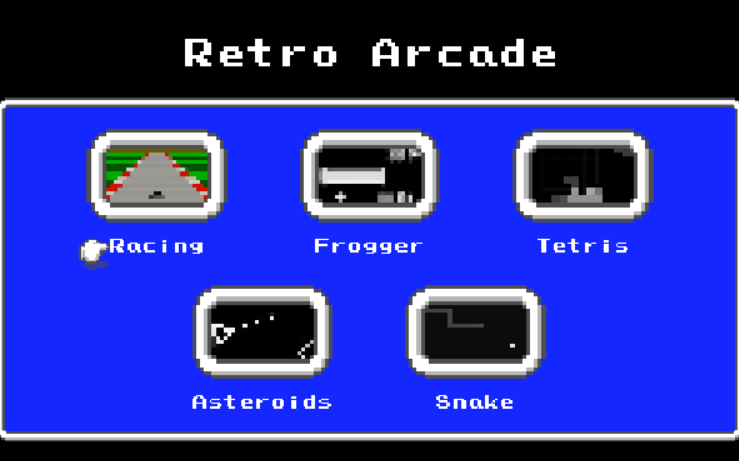 Retro Arcade
Racing
Frogger
Tetris
Asteroids
Snake